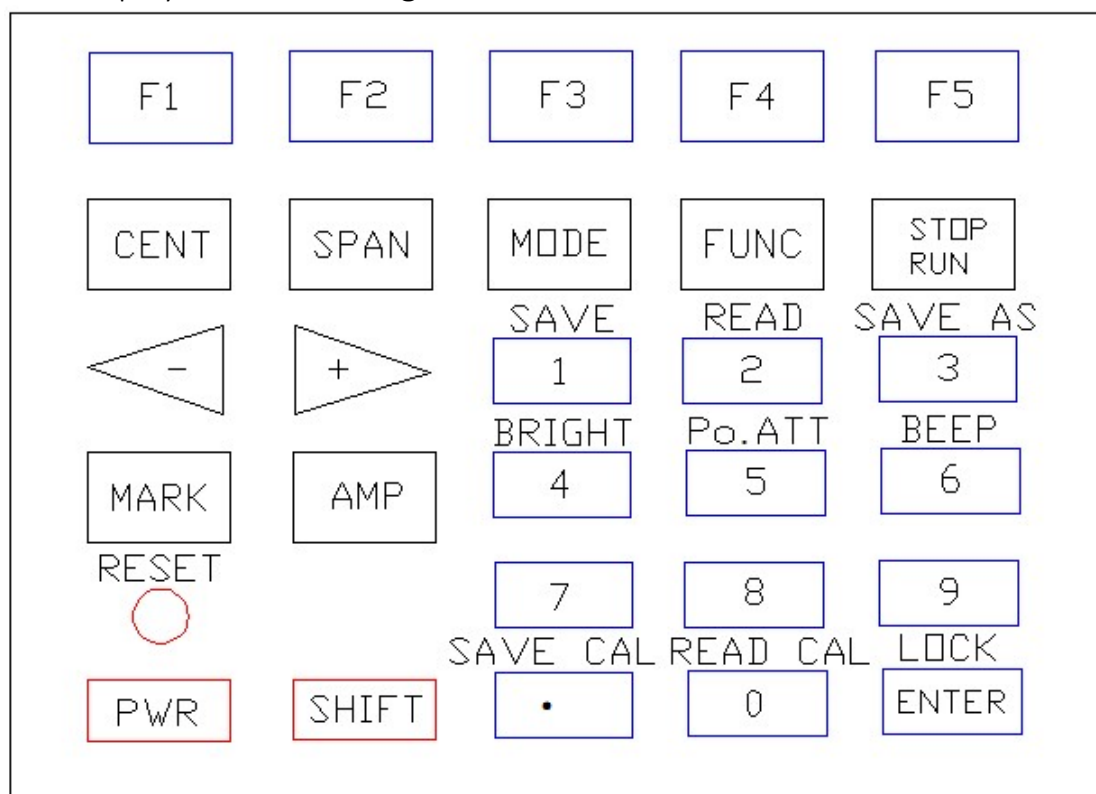 F1 F2 F3 F4 F5
CENT SPAN MODE FUNC STOP
RUN
SAVE READ SAVE AS
- + 1 2 3
BRIGHT Po.ATT BEEP
MARK AMP 4 5 6
RESET
7 8 9
SAVE CAL READ CAL LOCK
PWR SHIFT . 0 ENTER